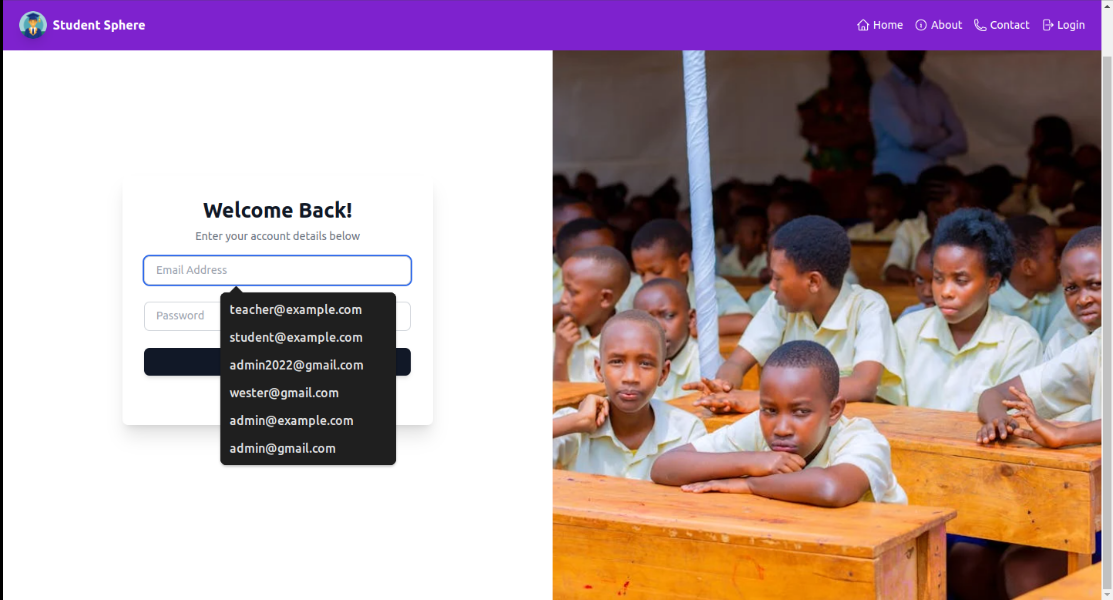 Student Sphere
Home About Contact Login
Welcome Back!
Enter your account details below
Email Address
Password
teacher@example.com
student@example.com
admin2022@gmail.com
wester@gmail.com
admin@example.com
admin@gmail.com